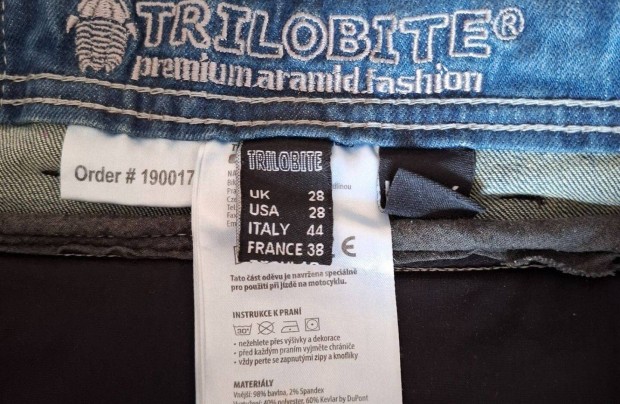 TRILOBITE®
premium.aramid.fashion
Order # 190017
TRILOBITE
UK 28
USA 28
ITALY 44
FRANCE 38
CE
Tato část oděvu je navržena speciálně
pro použití při jízdě na motocyklu.
INSTRUKCE K PRANÍ
30°
• nežehlete přes výšivky a dekorace
• před každým praním vyjměte chrániče
• vždy perte se zapnutými zipy a knoflíky
MATERIÁLY
Vnější: 98% bavlna, 2% Spandex
40% polyester, 60% Kevlar by DuPont